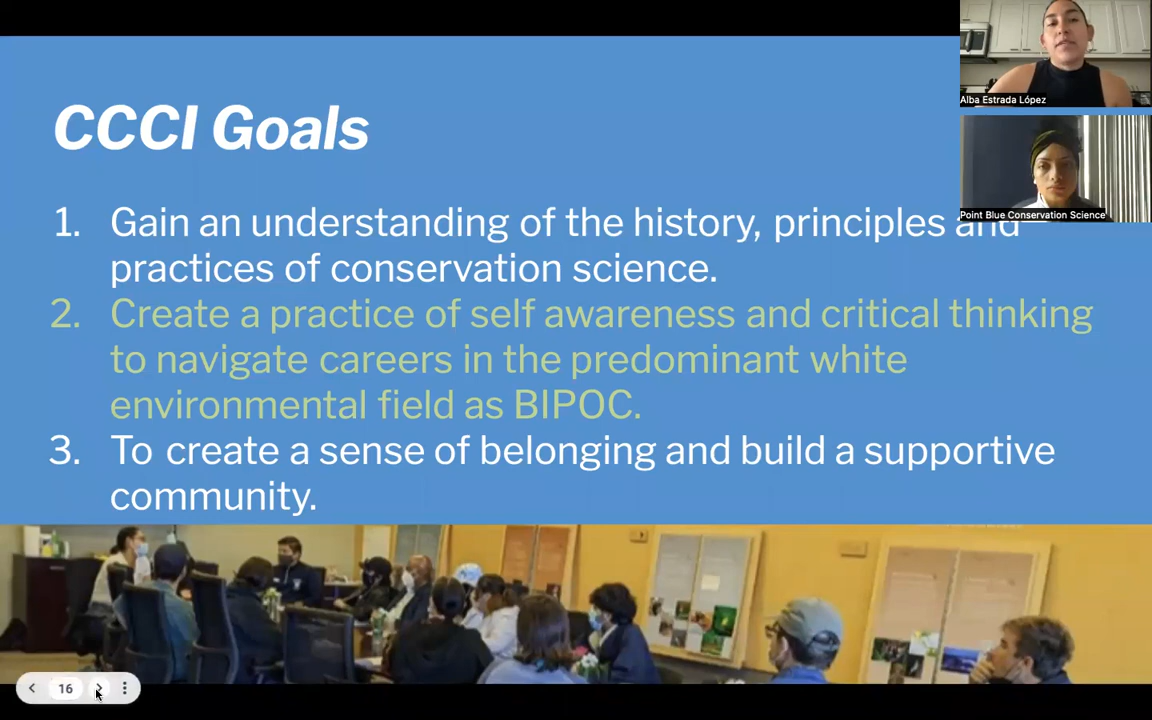 CCCI Goals
Alba Estrada López
Point Blue Conservation Science
1. Gain an understanding of the history, principles and
practices of conservation science.
2. Create a practice of self awareness and critical thinking
to navigate careers in the predominant white
environmental field as BIPOC.
3. To create a sense of belonging and build a supportive
community.
16